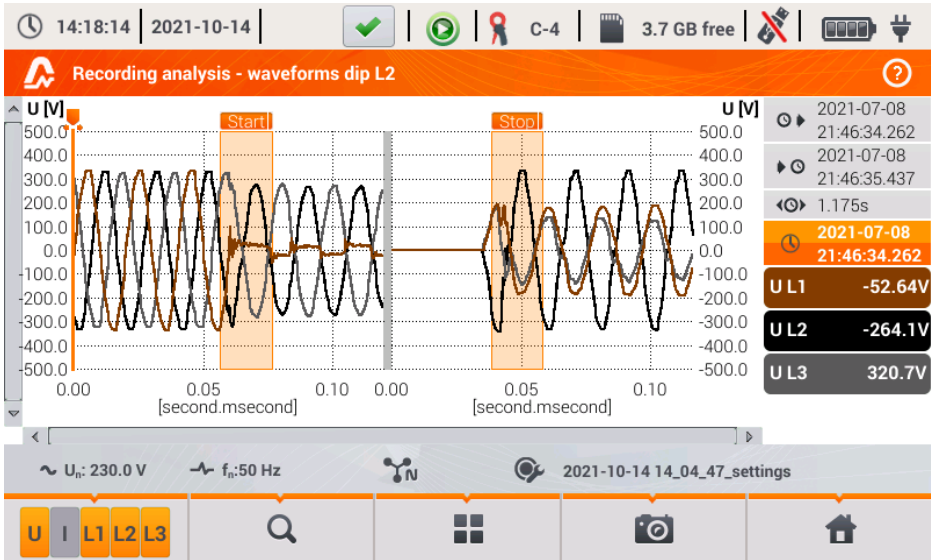 14:18:14 2021-10-14 C-4 3.7 GB free
Recording analysis - waveforms dip L2 ?
U [V] U [V]
Start Stop
500.0 500.0
400.0 400.0
300.0 300.0
200.0 200.0
100.0 100.0
0.0 0.0
-100.0 -100.0
-200.0 -200.0
-300.0 -300.0
-400.0 -400.0
-500.0 -500.0
0.00 0.05 0.10 0.00 0.05 0.10
[second.msecond] [second.msecond]
2021-07-08
21:46:34.262
2021-07-08
21:46:35.437
1.175s
2021-07-08
21:46:34.262
U L1 -52.64V
U L2 -264.1V
U L3 320.7V
Un: 230.0 V fn:50 Hz N 2021-10-14 14_04_47_settings
U I L1 L2 L3